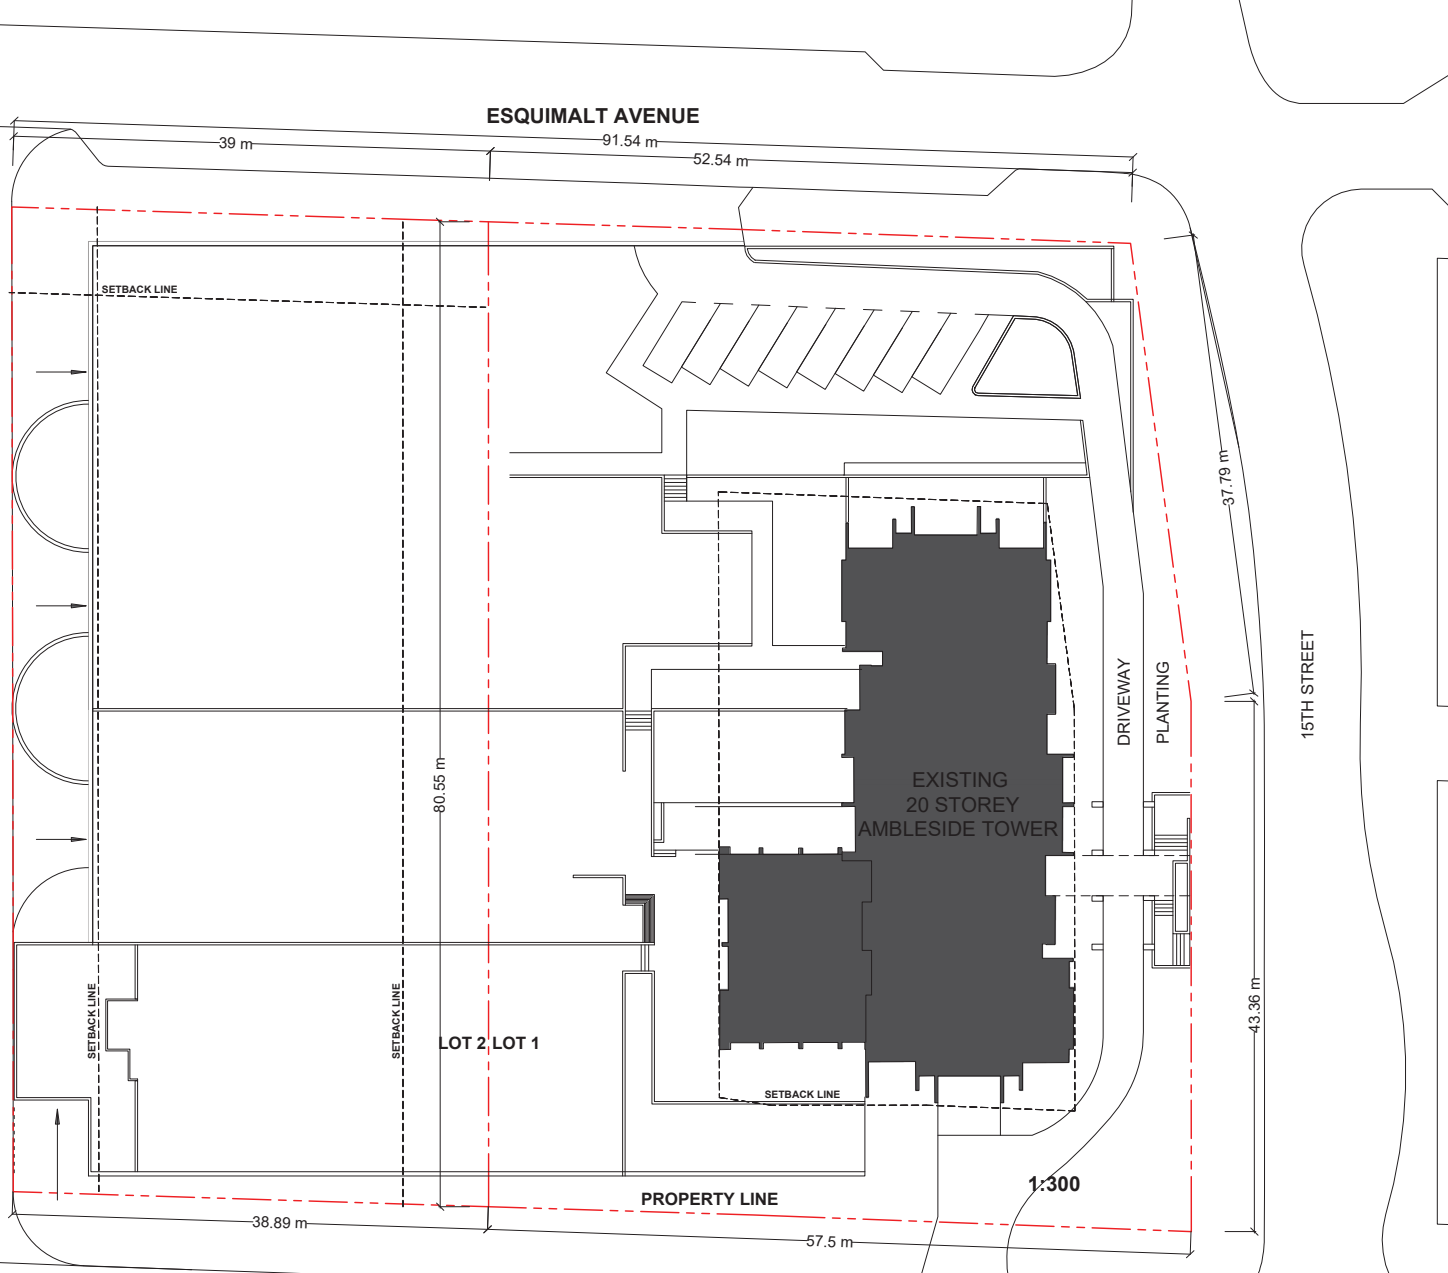 ESQUIMALT AVENUE
91.54 m
39 m
52.54 m
SETBACK LINE
37.79 m
15TH STREET
DRIVEWAY
PLANTING
80.55 m
EXISTING
20 STOREY
AMBLESIDE TOWER
SETBACK LINE
SETBACK LINE
43.36 m
LOT 2 LOT 1
SETBACK LINE
1:300
PROPERTY LINE
38.89 m
57.5 m